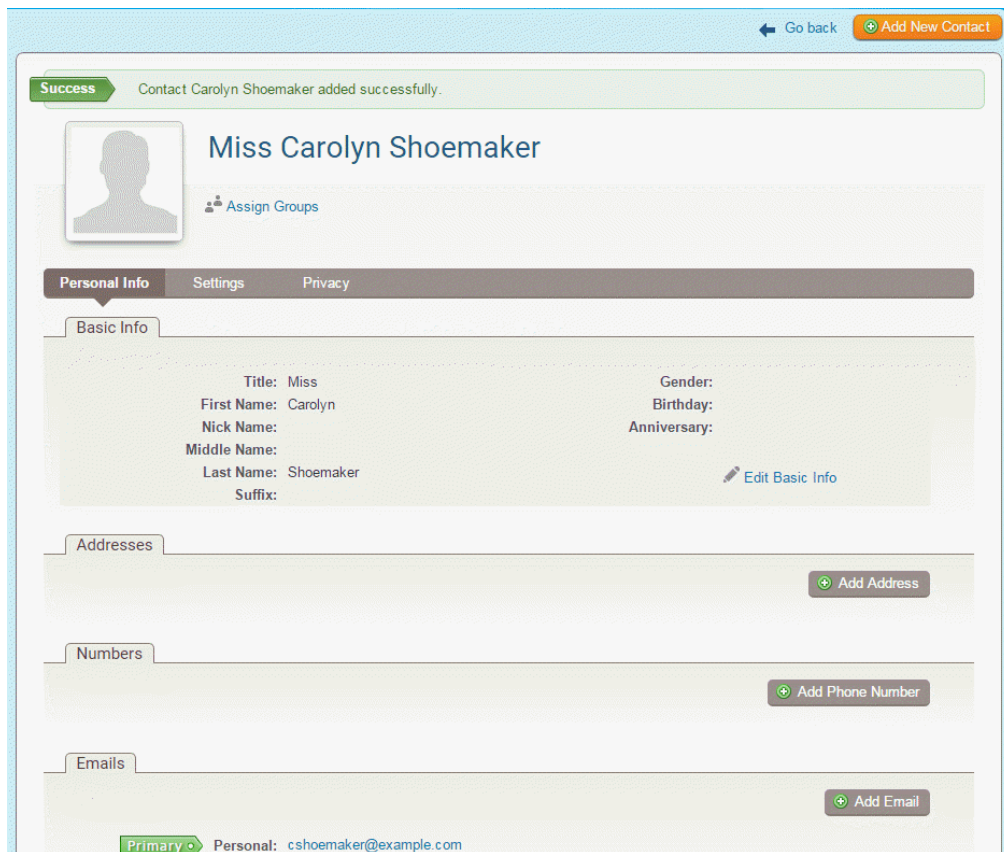 Go back Add New Contact
Success Contact Carolyn Shoemaker added successfully.
Miss Carolyn Shoemaker
Assign Groups
Personal Info Settings Privacy
Basic Info
Title: Miss Gender:
First Name: Carolyn Birthday:
Nick Name: Anniversary:
Middle Name:
Last Name: Shoemaker Edit Basic Info
Suffix:
Addresses
Add Address
Numbers
Add Phone Number
Emails
Add Email
Primary Personal: cshoemaker@example.com